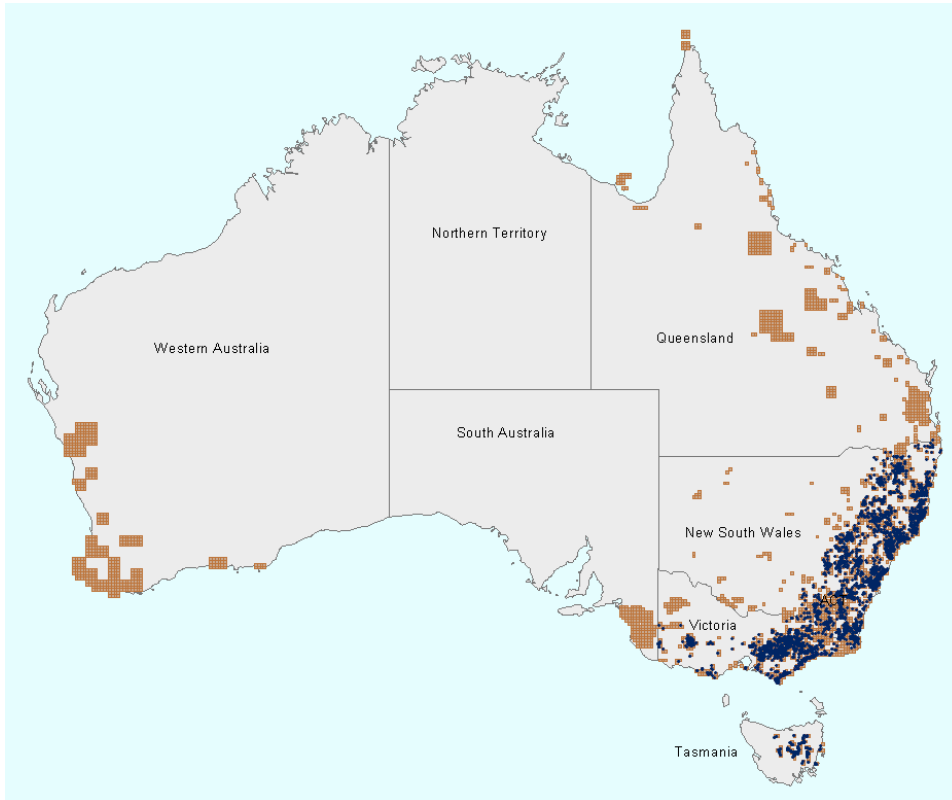 Northern Territory
Western Australia
Queensland
South Australia
New South Wales
Victoria
Tasmania